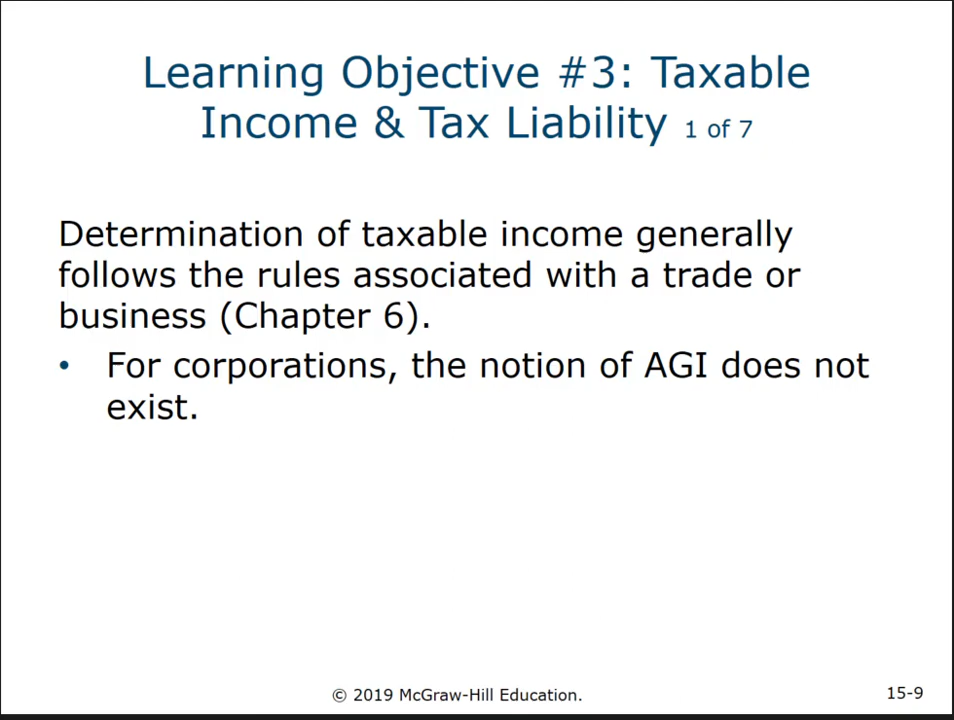 Learning Objective #3: Taxable
Income & Tax Liability 1 of 7
Determination of taxable income generally
follows the rules associated with a trade or
business (Chapter 6).
• For corporations, the notion of AGI does not
exist.
© 2019 McGraw-Hill Education.
15-9